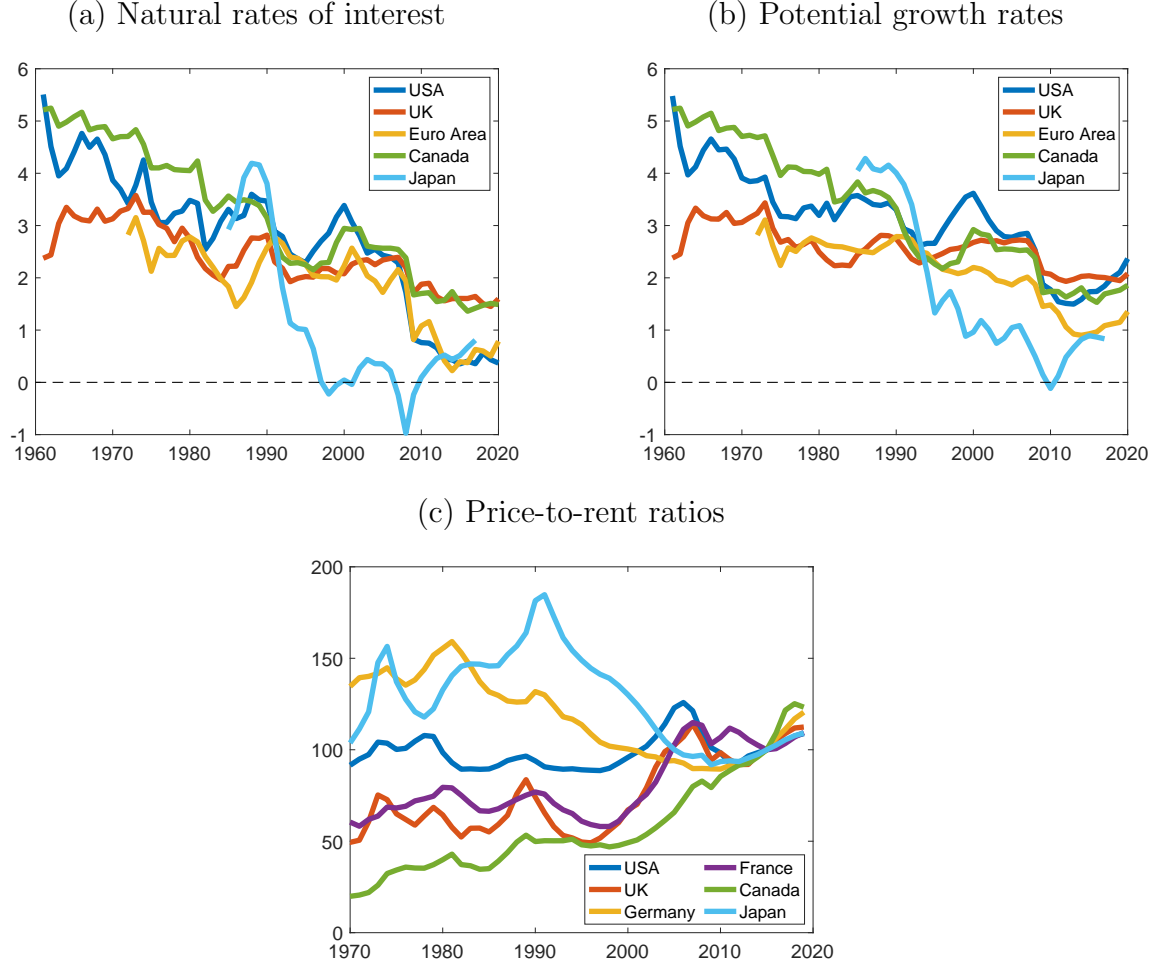 (a) Natural rates of interest
6
5
4
3
2
1
0
-1
1960 1970 1980 1990 2000 2010 2020
USA
UK
Euro Area
Canada
Japan
(b) Potential growth rates
6
5
4
3
2
1
0
-1
1960 1970 1980 1990 2000 2010 2020
USA
UK
Euro Area
Canada
Japan
(c) Price-to-rent ratios
200
150
100
50
0
1970 1980 1990 2000 2010 2020
USA
UK
Germany
France
Canada
Japan